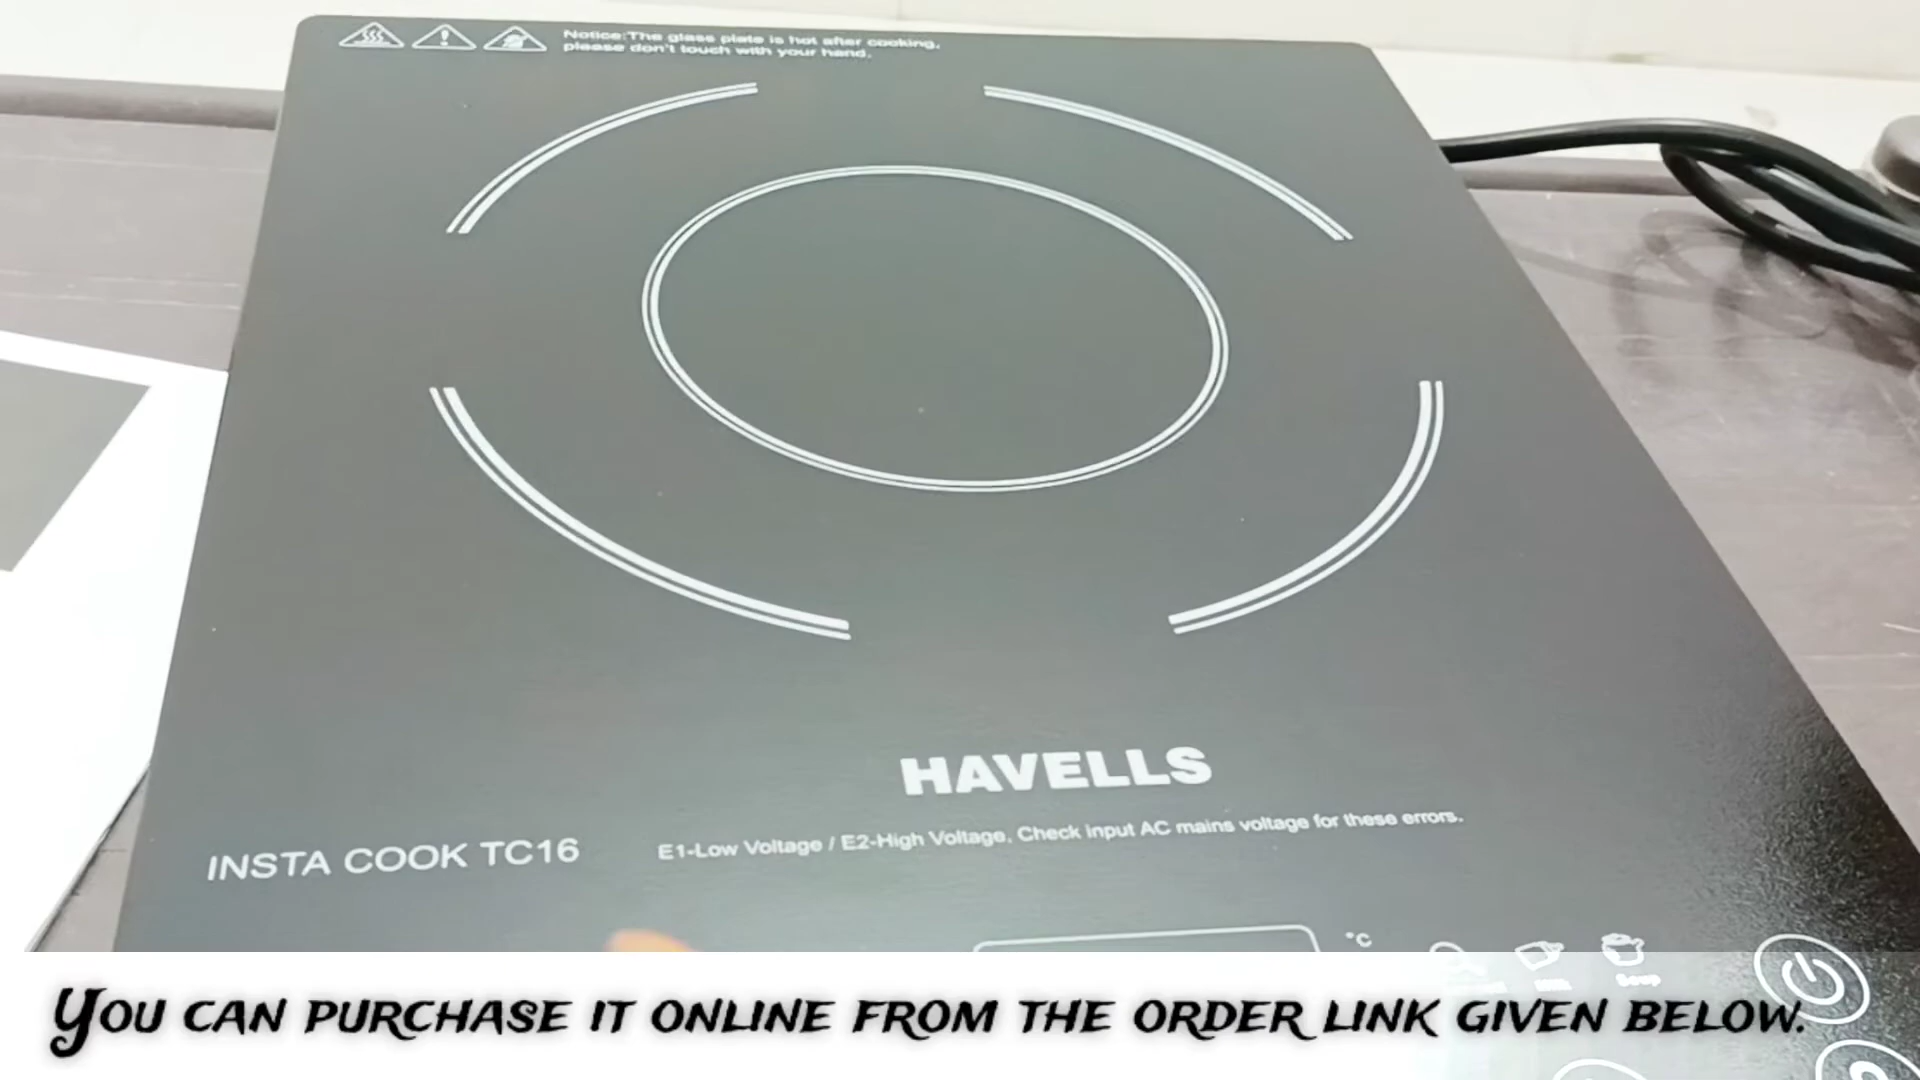 Notice:The glass plate is hot after cooking,
please don't touch with your hand.
HAVELLS
INSTA COOK TC16
E1-Low Voltage / E2-High Voltage, Check input AC mains voltage for these errors.
°C
Soup
You can purchase it online from the order link given below.